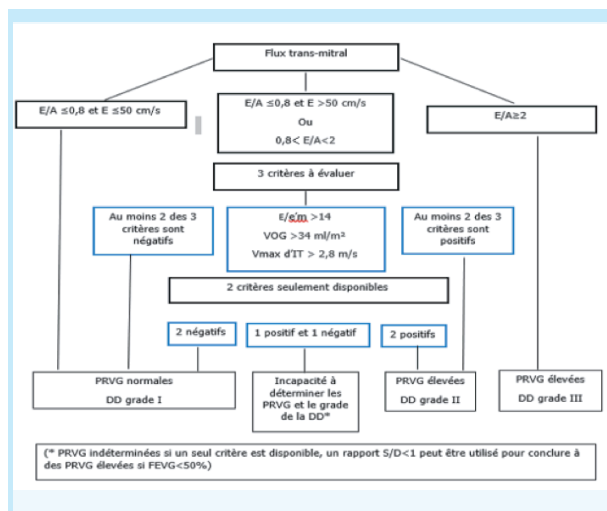 Flux trans-mitral
E/A ≤0,8 et E ≤50 cm/s
E/A ≤0,8 et E >50 cm/s
Ou
0,8< E/A<2
E/A≥2
3 critères à évaluer
Au moins 2 des 3
critères sont
négatifs
E/e'm >14
VOG >34 ml/m²
Vmax d'IT > 2,8 m/s
Au moins 2 des 3
critères sont
positifs
2 critères seulement disponibles
2 négatifs
1 positif et 1 négatif
2 positifs
PRVG normales
DD grade I
Incapacité à
déterminer les
PRVG et le grade
de la DD*
PRVG élevées
DD grade II
PRVG élevées
DD grade III
(* PRVG indéterminées si un seul critère est disponible, un rapport S/D<1 peut être utilisé pour conclure à
des PRVG élevées si FEVG<50%)